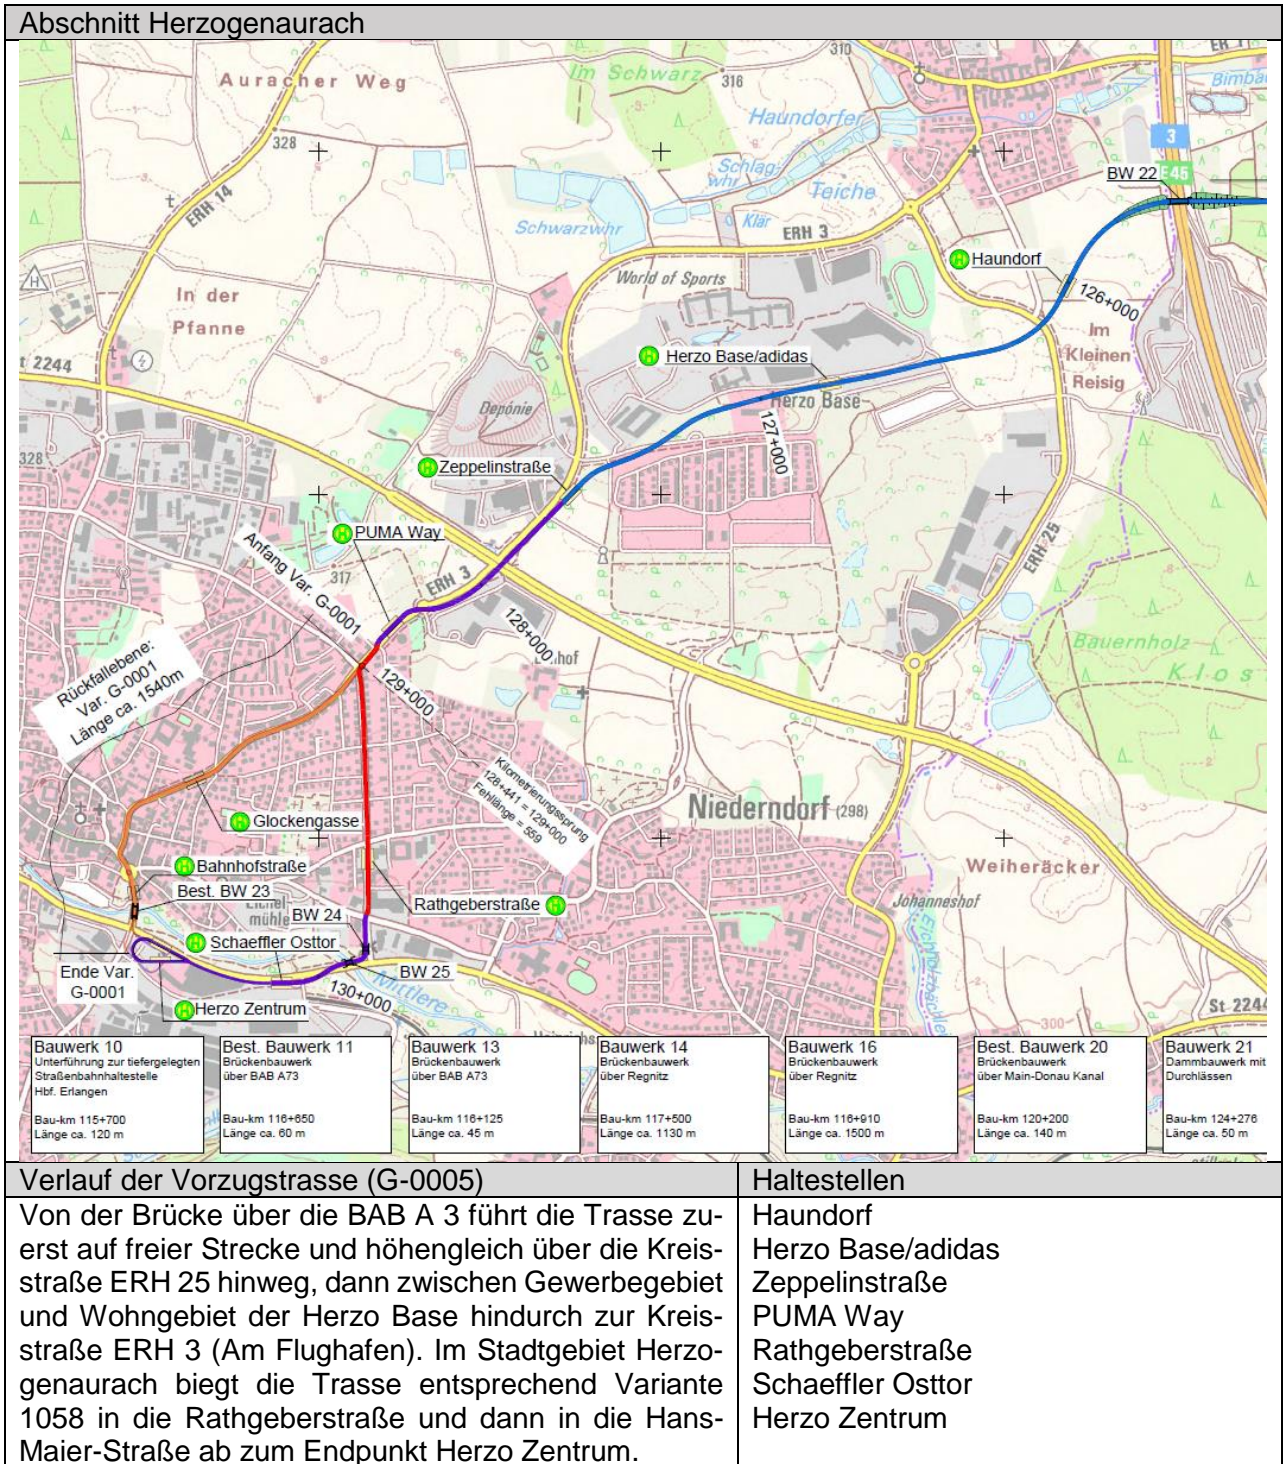 Abschnitt Herzogenaurach
Auracher Weg
Im Schwarz
316
310
ERH 1
Bimba
328
Haundorfer
3
ERH 14
Schlag-
whr
Teiche
BW 22
E45
Schwarzwhr
Klär
ERH 3
Haundorf
World of Sports
In der
Pfanne
126+000
Im
Kleinen
Reisig
t 2244
Herzo Base/adidas
Herzo Base
Depónie
127+000
328
Zeppelinstraße
PUMA Way
Anfang Var. G-0001
317
ERH 3
ERH 25
128+000
Bauernholz
Klos
Rückfallebene:
Var. G-0001
Länge ca. 1540m
129+000
Kilometrierungssprung
128+441 = 129+000
Fehllänge = 559
Niederndorf (298)
Glockengasse
Weiheräcker
Bahnhofstraße
Best. BW 23
Eichel
mühle
BW 24
Rathgeberstraße
Johanneshof
Schaeffler Osttor
Ende Var.
G-0001
BW 25
130+000
Mittlere
Herzo Zentrum
St 2244
300
Bauwerk 10
Unterführung zur tiefergelegten
Straßenbahnhaltestelle
Hbf. Erlangen
Bau-km 115+700
Länge ca. 120 m
Best. Bauwerk 11
Brückenbauwerk
über BAB A73
Bau-km 116+650
Länge ca. 60 m
Bauwerk 13
Brückenbauwerk
über BAB A73
Bau-km 116+125
Länge ca. 45 m
Bauwerk 14
Brückenbauwerk
über Regnitz
Bau-km 117+500
Länge ca. 1130 m
Bauwerk 16
Brückenbauwerk
über Regnitz
Bau-km 116+910
Länge ca. 1500 m
Best. Bauwerk 20
Brückenbauwerk
über Main-Donau Kanal
Bau-km 120+200
Länge ca. 140 m
Bauwerk 21
Dammbauwerk mit
Durchlässen
Bau-km 124+276
Länge ca. 50 m
Verlauf der Vorzugstrasse (G-0005)
Von der Brücke über die BAB A 3 führt die Trasse zu-
erst auf freier Strecke und höhengleich über die Kreis-
straße ERH 25 hinweg, dann zwischen Gewerbegebiet
und Wohngebiet der Herzo Base hindurch zur Kreis-
straße ERH 3 (Am Flughafen). Im Stadtgebiet Herzo-
genaurach biegt die Trasse entsprechend Variante
1058 in die Rathgeberstraße und dann in die Hans-
Maier-Straße ab zum Endpunkt Herzo Zentrum.
Haltestellen
Haundorf
Herzo Base/adidas
Zeppelinstraße
PUMA Way
Rathgeberstraße
Schaeffler Osttor
Herzo Zentrum